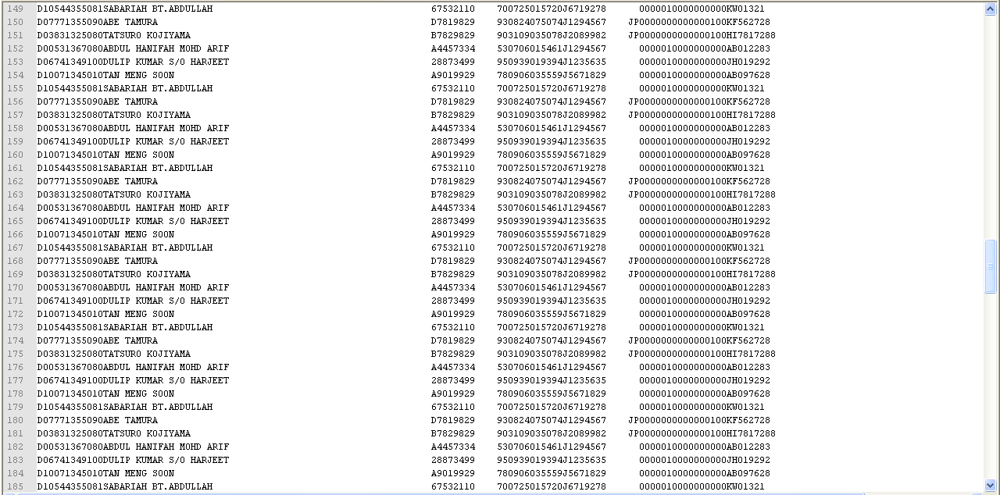 149 D10544355081SABARIAH BT.ABDULLAH 67532110 700725015720J6719278 0000010000000000KW01321
150 D07771355090ABE TAMURA D7819829 930824075074J1294567 JP0000000000000100KF562728
151 D03831325080TATSURO KOJIYAMA B7829829 903109035078J2089982 JP0000000000000100HI7817288
152 D00531367080ABDUL HANIFAH MOHD ARIF A4457334 530706015461J1294567 0000010000000000AB012283
153 D06741349100DULIP KUMAR S/O HARJEET 28873499 950939019394J1235635 0000010000000000JH019292
154 D10071345010TAN MENG SOON A9019929 780906035559J5671829 0000010000000000AB097628
155 D10544355081SABARIAH BT.ABDULLAH 67532110 700725015720J6719278 0000010000000000KW01321
156 D07771355090ABE TAMURA D7819829 930824075074J1294567 JP0000000000000100KF562728
157 D03831325080TATSURO KOJIYAMA B7829829 903109035078J2089982 JP0000000000000100HI7817288
158 D00531367080ABDUL HANIFAH MOHD ARIF A4457334 530706015461J1294567 0000010000000000AB012283
159 D06741349100DULIP KUMAR S/O HARJEET 28873499 950939019394J1235635 0000010000000000JH019292
160 D10071345010TAN MENG SOON A9019929 780906035559J5671829 0000010000000000AB097628
161 D10544355081SABARIAH BT.ABDULLAH 67532110 700725015720J6719278 0000010000000000KW01321
162 D07771355090ABE TAMURA D7819829 930824075074J1294567 JP0000000000000100KF562728
163 D03831325080TATSURO KOJIYAMA B7829829 903109035078J2089982 JP0000000000000100HI7817288
164 D00531367080ABDUL HANIFAH MOHD ARIF A4457334 530706015461J1294567 0000010000000000AB012283
165 D06741349100DULIP KUMAR S/O HARJEET 28873499 950939019394J1235635 0000010000000000JH019292
166 D10071345010TAN MENG SOON A9019929 780906035559J5671829 0000010000000000AB097628
167 D10544355081SABARIAH BT.ABDULLAH 67532110 700725015720J6719278 0000010000000000KW01321
168 D07771355090ABE TAMURA D7819829 930824075074J1294567 JP0000000000000100KF562728
169 D03831325080TATSURO KOJIYAMA B7829829 903109035078J2089982 JP0000000000000100HI7817288
170 D00531367080ABDUL HANIFAH MOHD ARIF A4457334 530706015461J1294567 0000010000000000AB012283
171 D06741349100DULIP KUMAR S/O HARJEET 28873499 950939019394J1235635 0000010000000000JH019292
172 D10071345010TAN MENG SOON A9019929 780906035559J5671829 0000010000000000AB097628
173 D10544355081SABARIAH BT.ABDULLAH 67532110 700725015720J6719278 0000010000000000KW01321
174 D07771355090ABE TAMURA D7819829 930824075074J1294567 JP0000000000000100KF562728
175 D03831325080TATSURO KOJIYAMA B7829829 903109035078J2089982 JP0000000000000100HI7817288
176 D00531367080ABDUL HANIFAH MOHD ARIF A4457334 530706015461J1294567 0000010000000000AB012283
177 D06741349100DULIP KUMAR S/O HARJEET 28873499 950939019394J1235635 0000010000000000JH019292
178 D10071345010TAN MENG SOON A9019929 780906035559J5671829 0000010000000000AB097628
179 D10544355081SABARIAH BT.ABDULLAH 67532110 700725015720J6719278 0000010000000000KW01321
180 D07771355090ABE TAMURA D7819829 930824075074J1294567 JP0000000000000100KF562728
181 D03831325080TATSURO KOJIYAMA B7829829 903109035078J2089982 JP0000000000000100HI7817288
182 D00531367080ABDUL HANIFAH MOHD ARIF A4457334 530706015461J1294567 0000010000000000AB012283
183 D06741349100DULIP KUMAR S/O HARJEET 28873499 950939019394J1235635 0000010000000000JH019292
184 D10071345010TAN MENG SOON A9019929 780906035559J5671829 0000010000000000AB097628
185 D10544355081SABARIAH BT.ABDULLAH 67532110 700725015720J6719278 0000010000000000KW01321